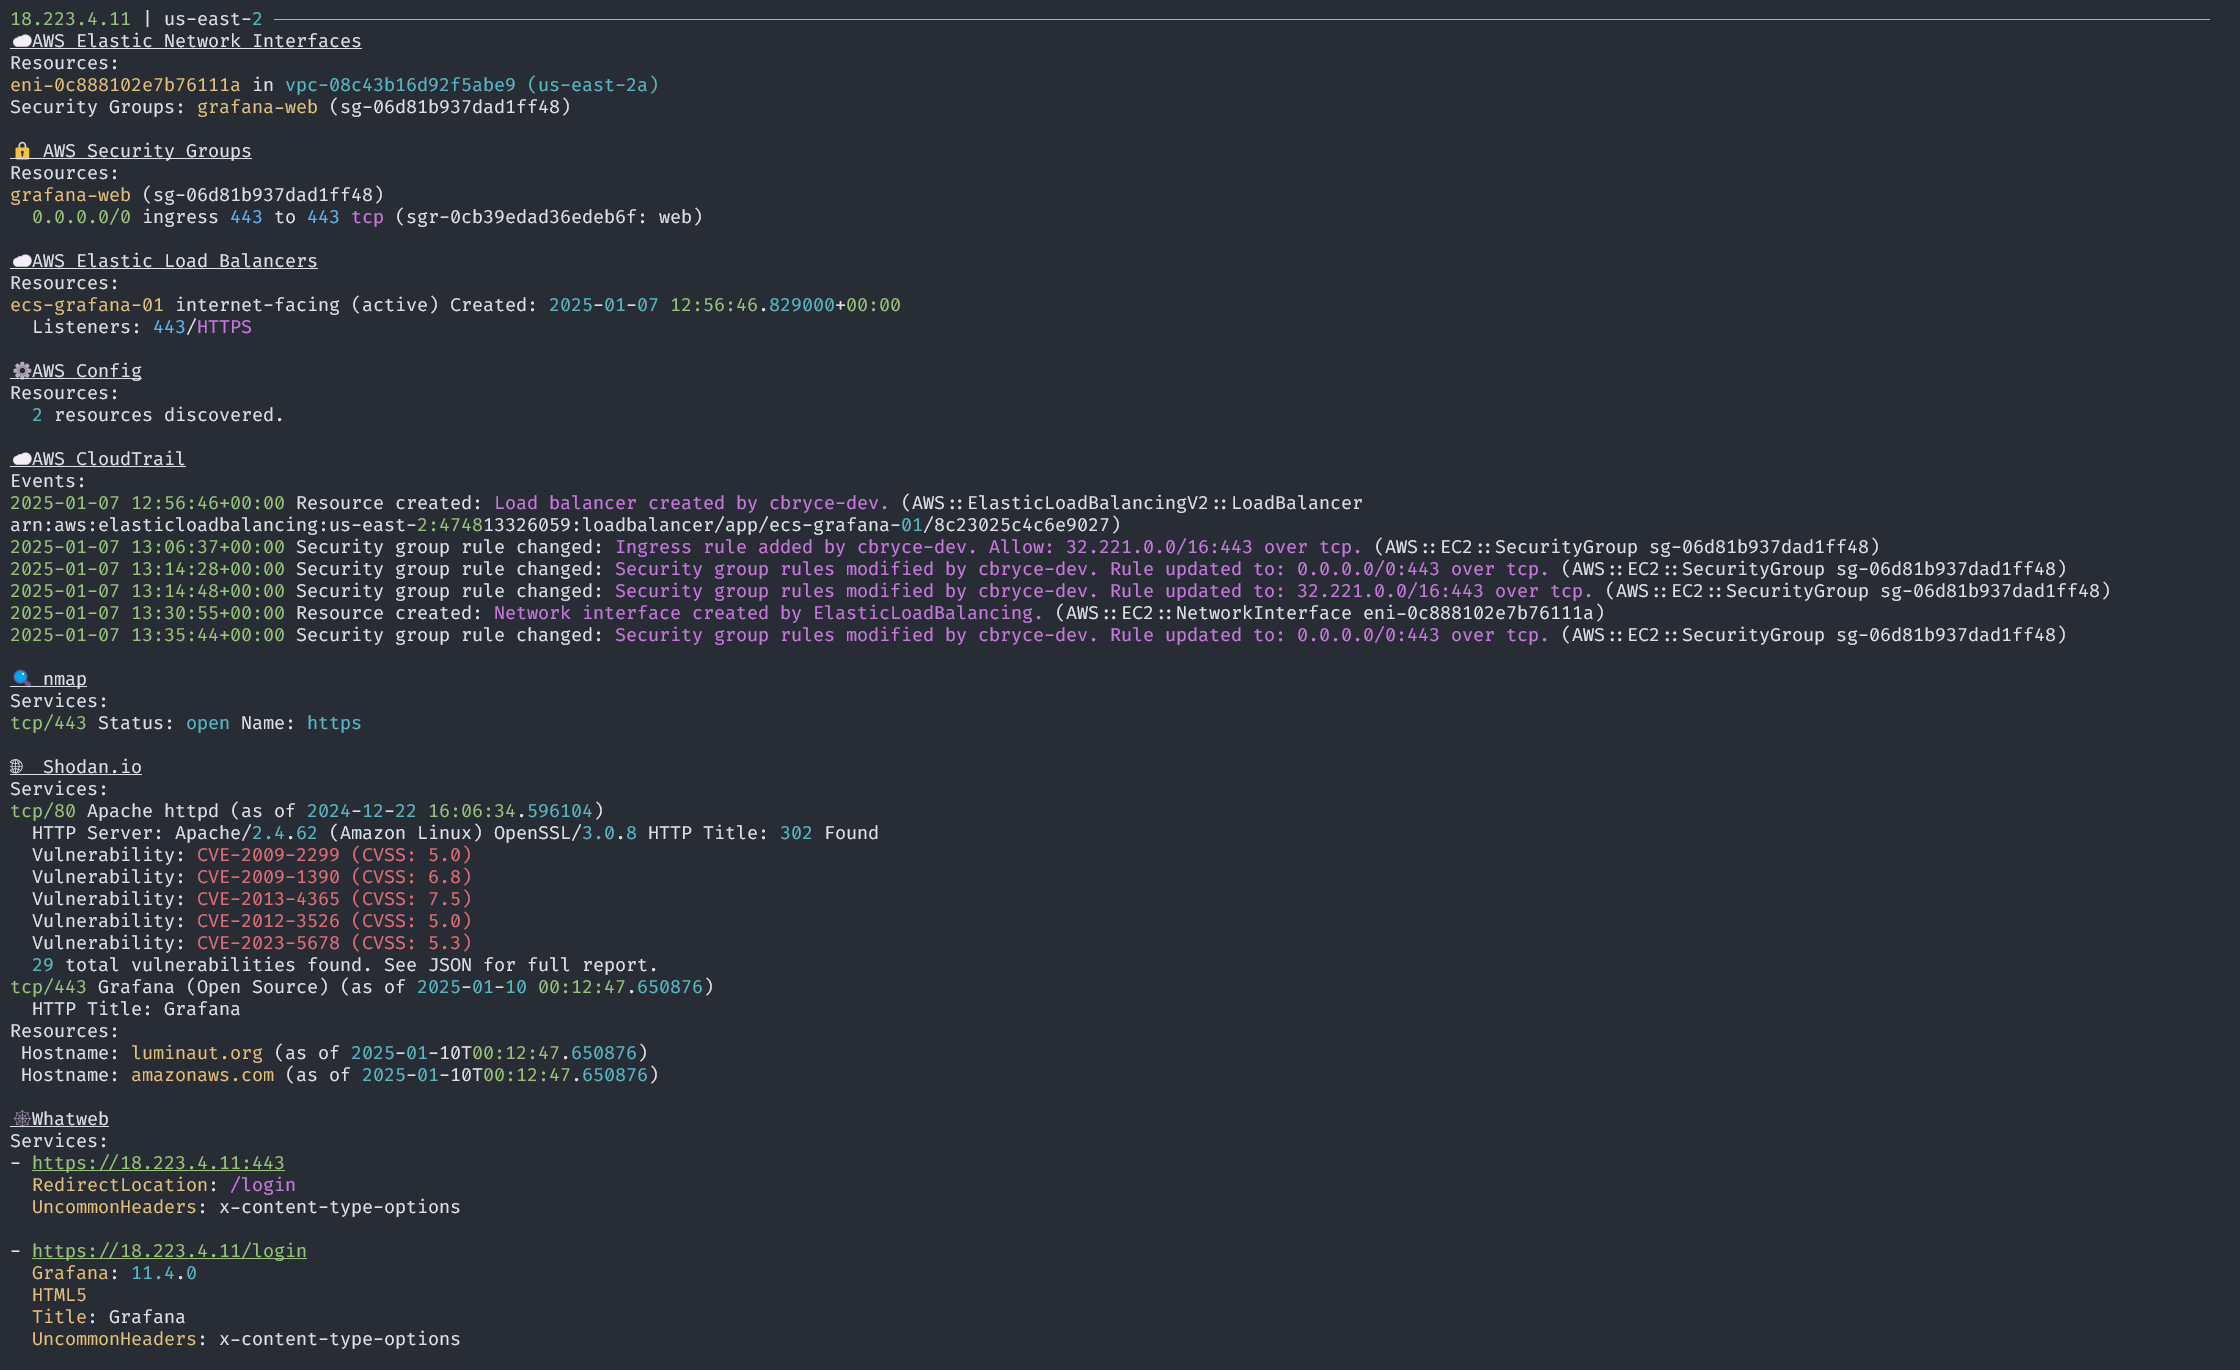 18.223.4.11 | us-east-2
AWS Elastic Network Interfaces
Resources:
eni-0c888102e7b76111a in vpc-08c43b16d92f5abe9 (us-east-2a)
Security Groups: grafana-web (sg-06d81b937dad1ff48)
AWS Security Groups
Resources:
grafana-web (sg-06d81b937dad1ff48)
0.0.0.0/0 ingress 443 to 443 tcp (sgr-0cb39edad36edeb6f: web)
AWS Elastic Load Balancers
Resources:
ecs-grafana-01 internet-facing (active) Created: 2025-01-07 12:56:46.829000+00:00
Listeners: 443/HTTPS
AWS Config
Resources:
2 resources discovered.
AWS CloudTrail
Events:
2025-01-07 12:56:46+00:00 Resource created: Load balancer created by cbryce-dev. (AWS::ElasticLoadBalancingV2::LoadBalancer
arn:aws:elasticloadbalancing:us-east-2:474813326059:loadbalancer/app/ecs-grafana-01/8c23025c4c6e9027)
2025-01-07 13:06:37+00:00 Security group rule changed: Ingress rule added by cbryce-dev. Allow: 32.221.0.0/16:443 over tcp. (AWS::EC2::SecurityGroup sg-06d81b937dad1ff48)
2025-01-07 13:14:28+00:00 Security group rule changed: Security group rules modified by cbryce-dev. Rule updated to: 0.0.0.0/0:443 over tcp. (AWS::EC2::SecurityGroup sg-06d81b937dad1ff48)
2025-01-07 13:14:48+00:00 Security group rule changed: Security group rules modified by cbryce-dev. Rule updated to: 32.221.0.0/16:443 over tcp. (AWS::EC2::SecurityGroup sg-06d81b937dad1ff48)
2025-01-07 13:30:55+00:00 Resource created: Network interface created by ElasticLoadBalancing. (AWS::EC2::NetworkInterface eni-0c888102e7b76111a)
2025-01-07 13:35:44+00:00 Security group rule changed: Security group rules modified by cbryce-dev. Rule updated to: 0.0.0.0/0:443 over tcp. (AWS::EC2::SecurityGroup sg-06d81b937dad1ff48)
nmap
Services:
tcp/443 Status: open Name: https
Shodan.io
Services:
tcp/80 Apache httpd (as of 2024-12-22 16:06:34.596104)
HTTP Server: Apache/2.4.62 (Amazon Linux) OpenSSL/3.0.8 HTTP Title: 302 Found
Vulnerability: CVE-2009-2299 (CVSS: 5.0)
Vulnerability: CVE-2009-1390 (CVSS: 6.8)
Vulnerability: CVE-2013-4365 (CVSS: 7.5)
Vulnerability: CVE-2012-3526 (CVSS: 5.0)
Vulnerability: CVE-2023-5678 (CVSS: 5.3)
29 total vulnerabilities found. See JSON for full report.
tcp/443 Grafana (Open Source) (as of 2025-01-10 00:12:47.650876)
HTTP Title: Grafana
Resources:
Hostname: luminaut.org (as of 2025-01-10T00:12:47.650876)
Hostname: amazonaws.com (as of 2025-01-10T00:12:47.650876)
Whatweb
Services:
- https://18.223.4.11:443
RedirectLocation: /login
UncommonHeaders: x-content-type-options
- https://18.223.4.11/login
Grafana: 11.4.0
HTML5
Title: Grafana
UncommonHeaders: x-content-type-options